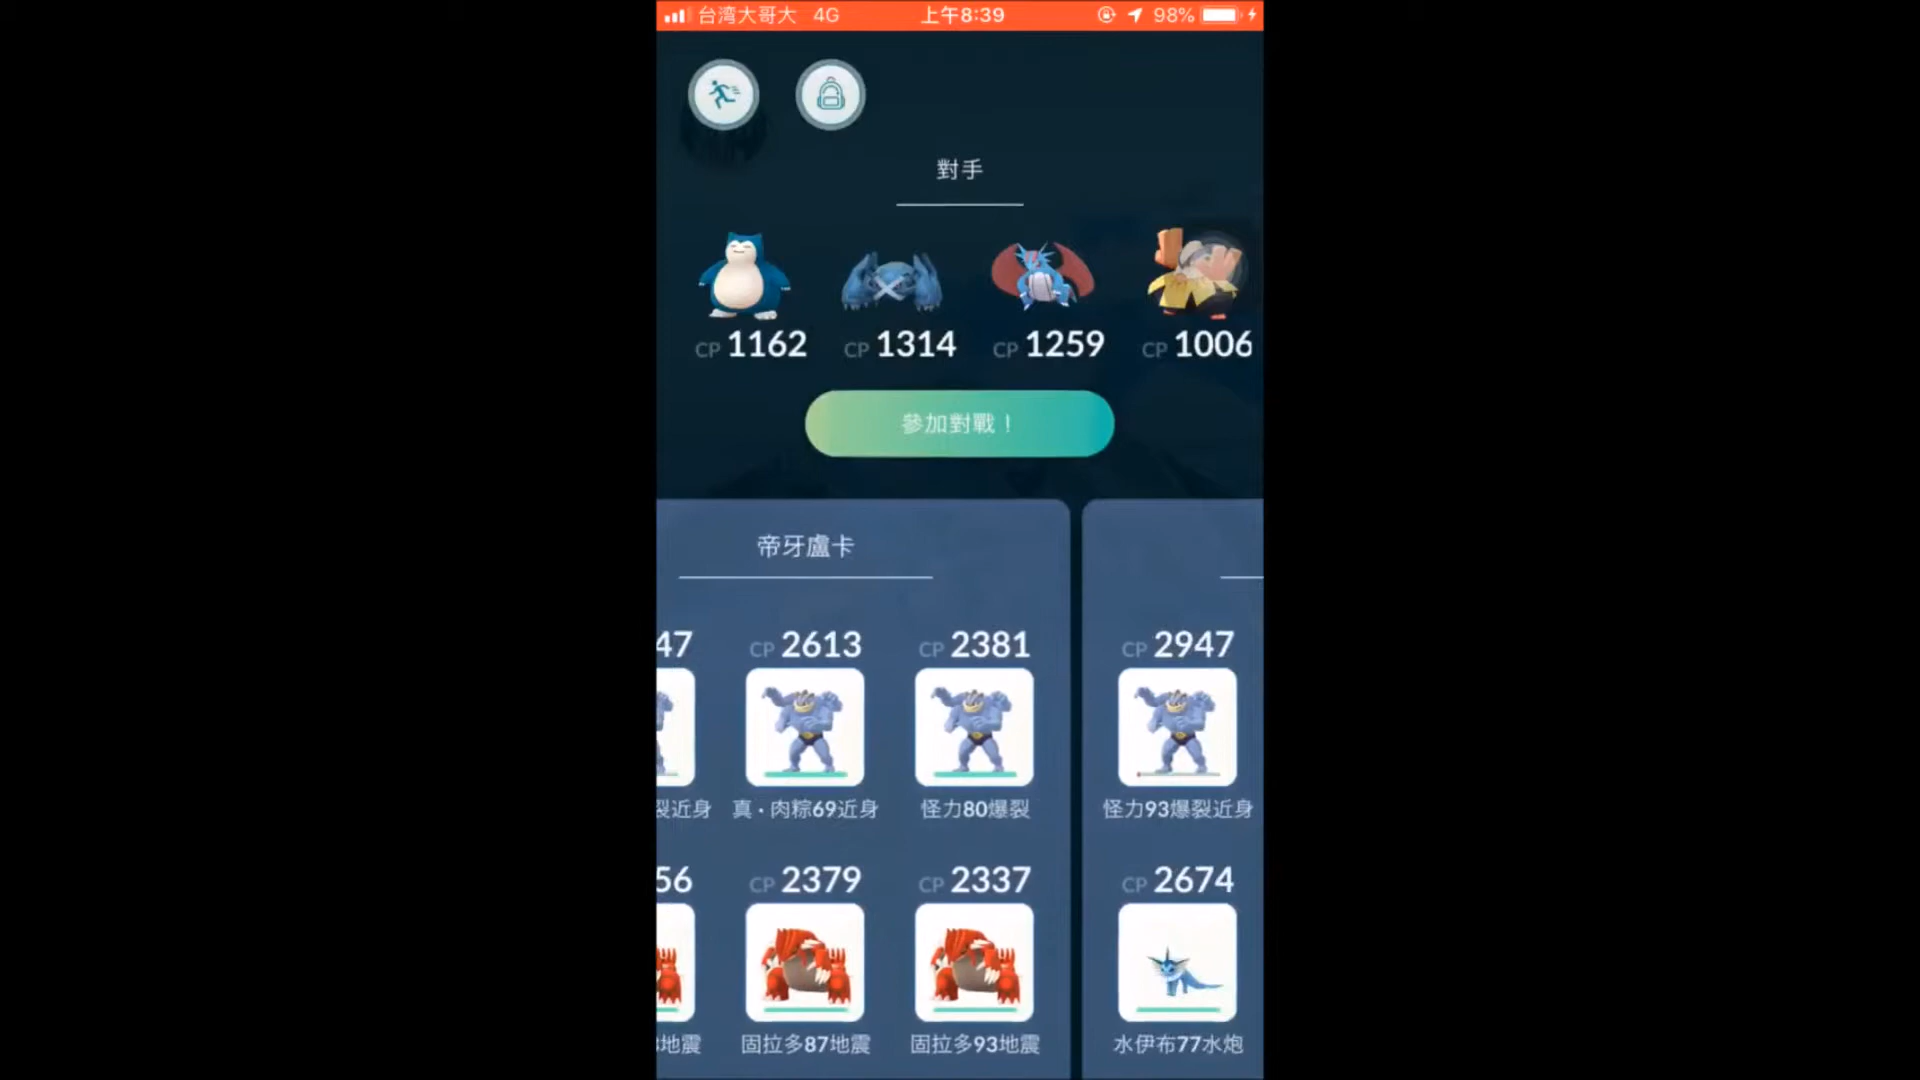 台湾大哥大 4G 上午8:39 98%
對手
CP 1162 CP 1314 CP 1259 CP 1006
參加對戰！
帝牙盧卡
47 CP 2613 CP 2381 CP 2947
裂近身 真·肉粽69近身 怪力80爆裂 怪力93爆裂近身
56 CP 2379 CP 2337 CP 2674
地震 固拉多87地震 固拉多93地震 水伊布77水炮